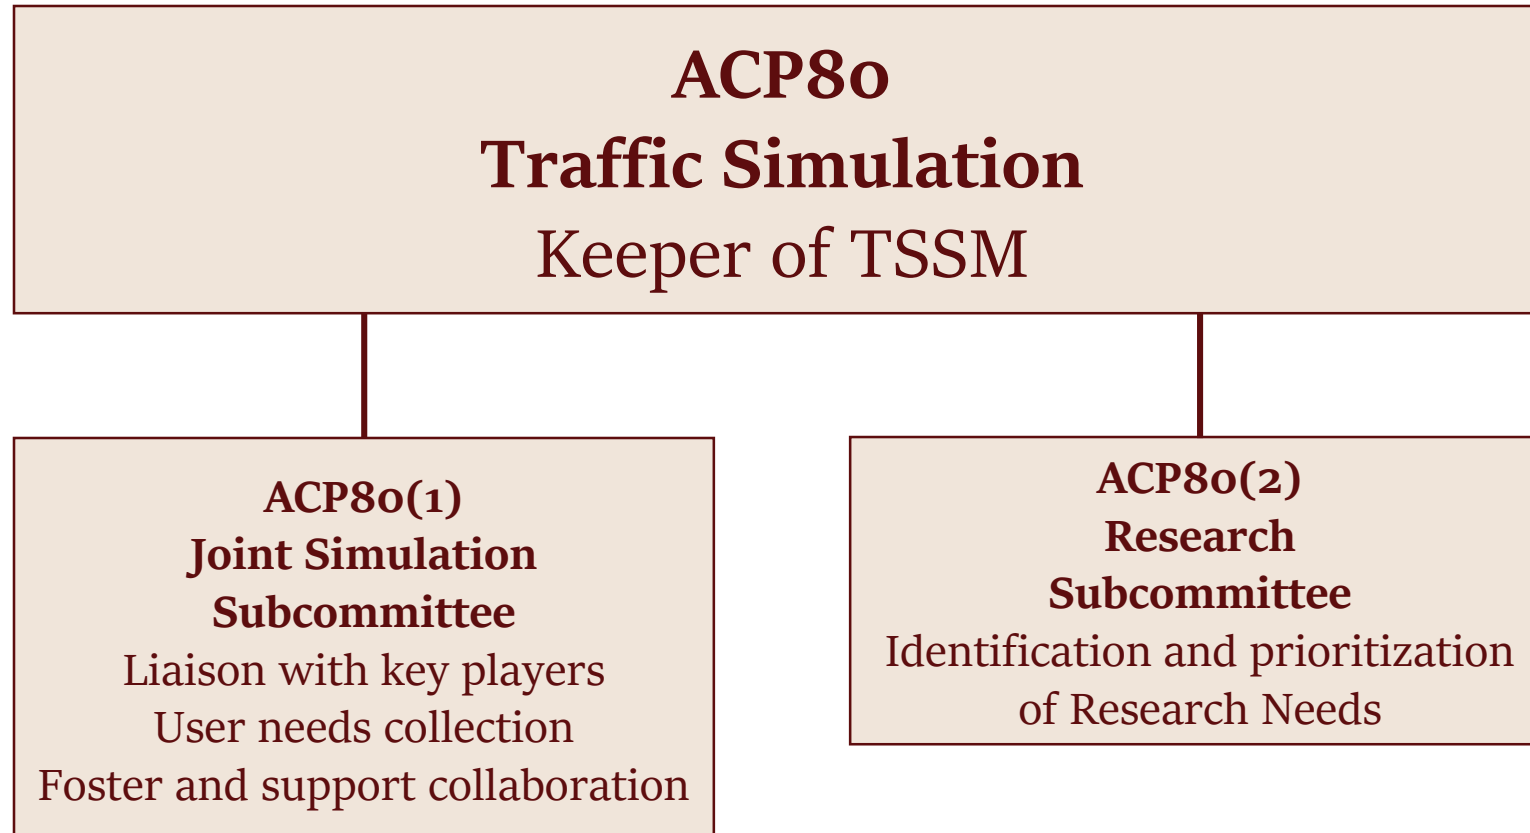 ACP80
Traffic Simulation
Keeper of TSSM
ACP80(1)
Joint Simulation
Subcommittee
Liaison with key players
User needs collection
Foster and support collaboration
ACP80(2)
Research
Subcommittee
Identification and prioritization
of Research Needs